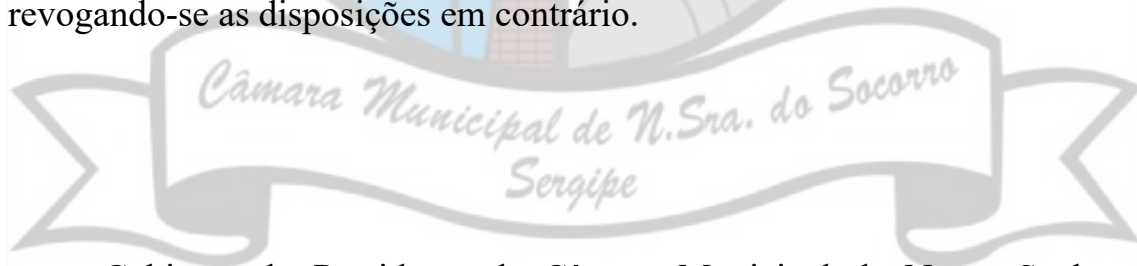 revogando-se as disposições em contrário.
Câmara Municipal de N.Sra. do Socorro
Sergipe